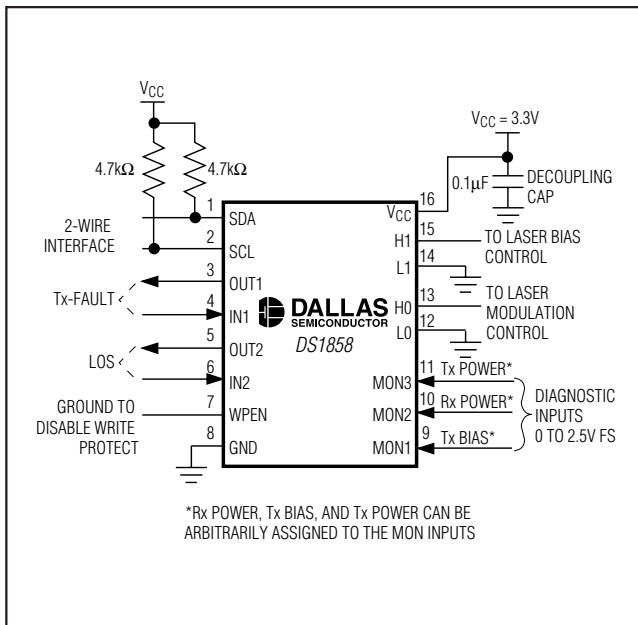 VCC
VCC = 3.3V
4.7kΩ
4.7kΩ
0.1µF
DECOUPLING
CAP
2-WIRE
INTERFACE
1
SDA
2
SCL
Tx-FAULT
3
OUT1
4
IN1
LOS
5
OUT2
6
IN2
GROUND TO
DISABLE WRITE
PROTECT
7
WPEN
8
GND
DALLAS
SEMICONDUCTOR
DS1858
16
VCC
15
H1
TO LASER BIAS
CONTROL
14
L1
13
H0
TO LASER
MODULATION
CONTROL
12
L0
11
MON3
Tx POWER*
10
MON2
Rx POWER*
9
MON1
Tx BIAS*
DIAGNOSTIC
INPUTS
0 TO 2.5V FS
*Rx POWER, Tx BIAS, AND Tx POWER CAN BE
ARBITRARILY ASSIGNED TO THE MON INPUTS